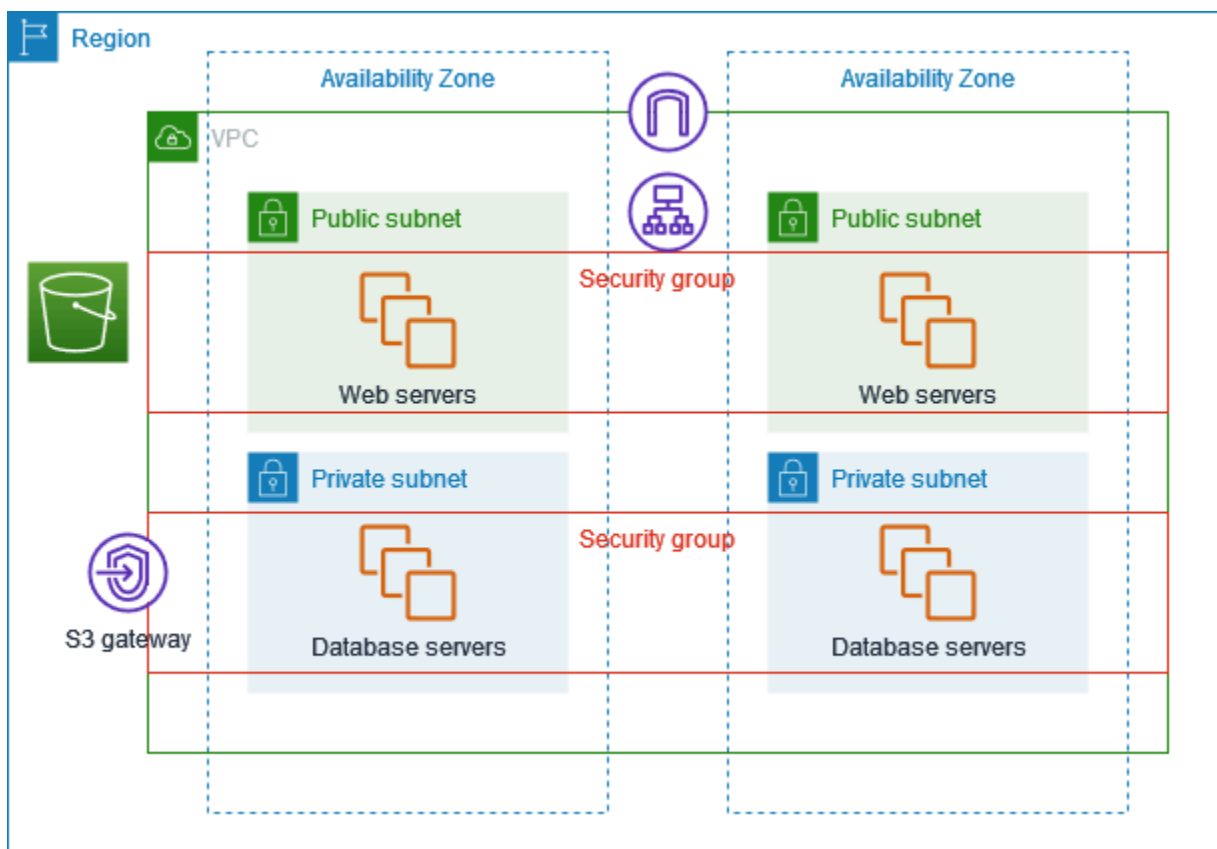 Region
Availability Zone
Availability Zone
VPC
Public subnet
Public subnet
Security group
Web servers
Web servers
Private subnet
Private subnet
Security group
S3 gateway
Database servers
Database servers